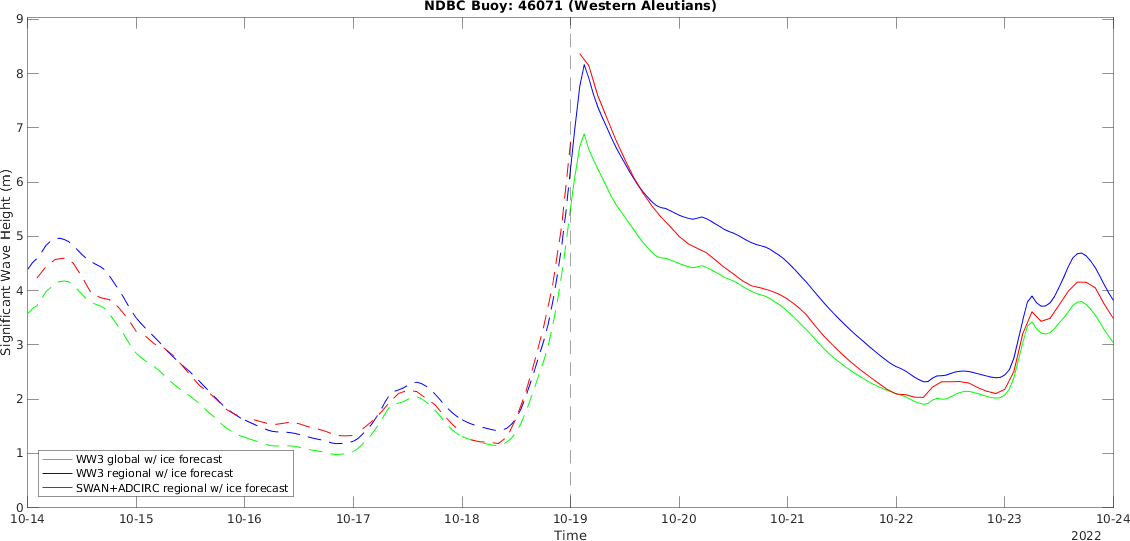 NDBC Buoy: 46071 (Western Aleutians)
9
8
7
6
5
4
3
2
1
0
Significant Wave Height (m)
WW3 global w/ ice forecast
WW3 regional w/ ice forecast
SWAN+ADCIRC regional w/ ice forecast
10-14 10-15 10-16 10-17 10-18 10-19 10-20 10-21 10-22 10-23 10-24
Time
2022